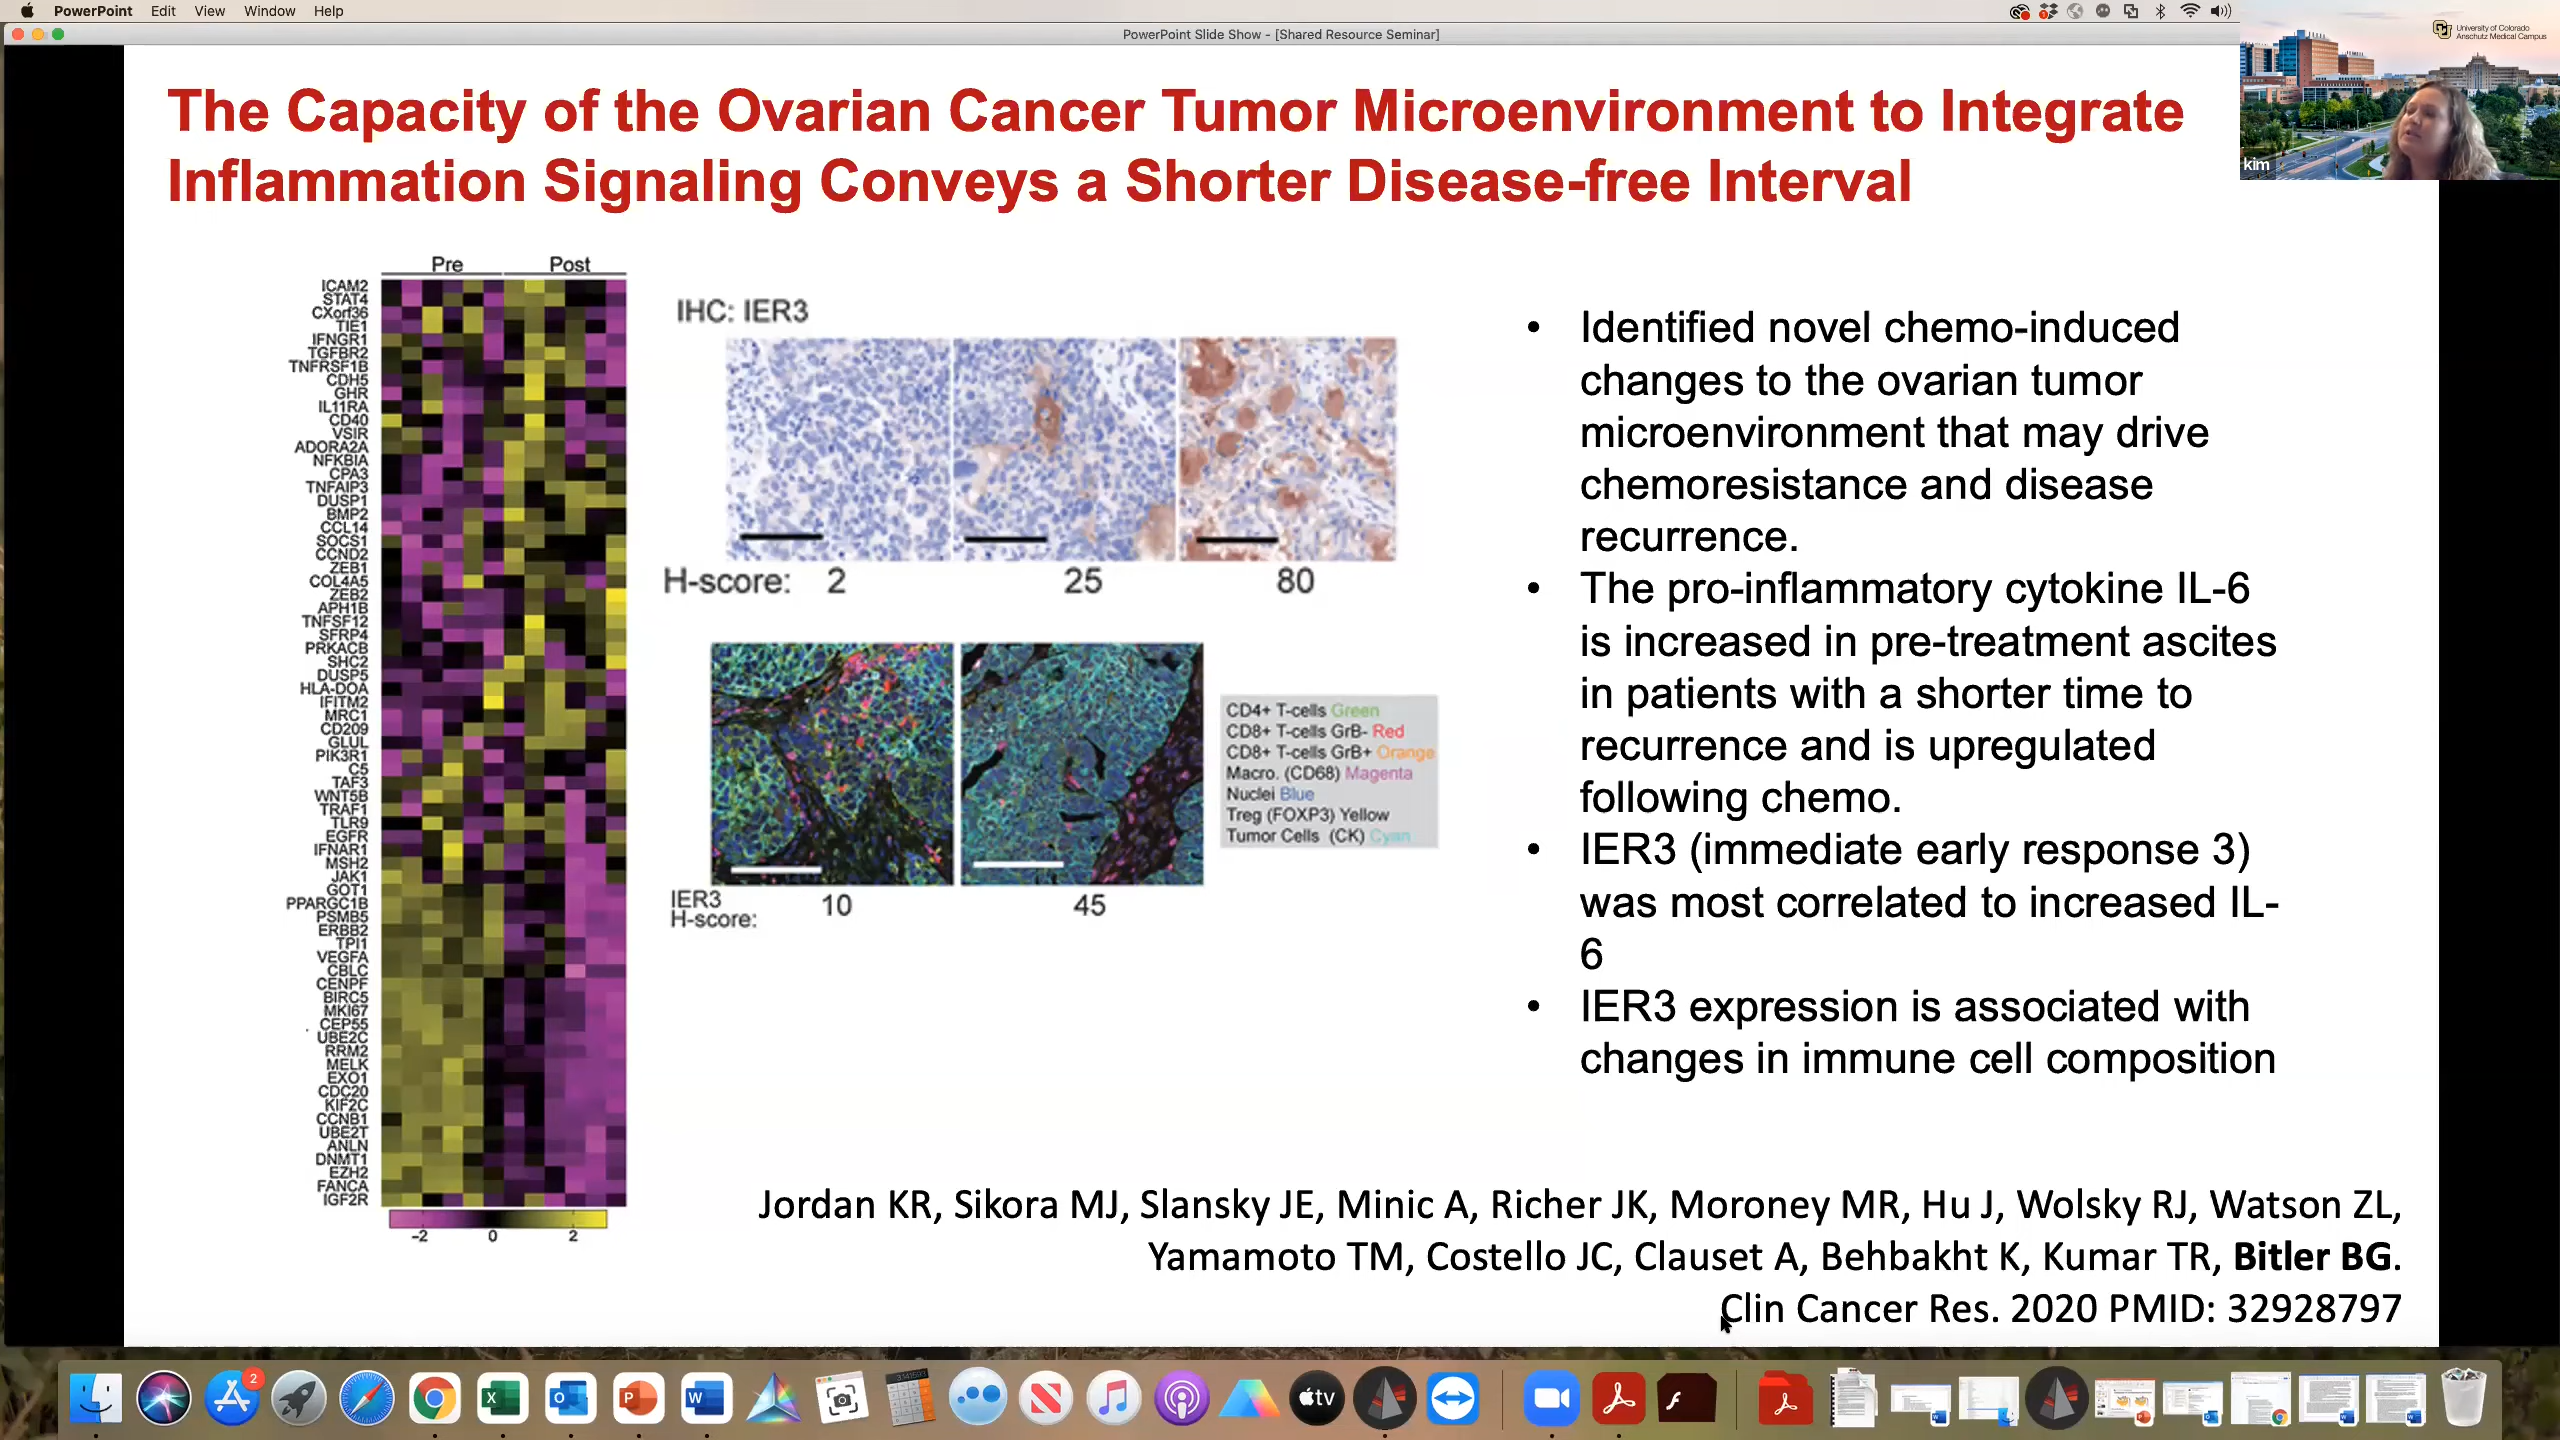 PowerPoint Edit View Window Help
PowerPoint Slide Show - [Shared Resource Seminar]
University of Colorado
Anschutz Medical Campus
kim
The Capacity of the Ovarian Cancer Tumor Microenvironment to Integrate
Inflammation Signaling Conveys a Shorter Disease-free Interval
Pre Post
ICAM2
STAT4
CXorf36
TIE1
IFNGR1
TGFBR2
TNFRSF1B
CDH5
GHR
IL11RA
CD40
VSIR
ADORA2A
NFKBIA
CPA3
TNFAIP3
DUSP1
BMP2
CCL14
SOCS1
CCND2
ZEB1
COL4A5
ZEB2
APH1B
TNFSF12
SFRP4
PRKACB
SHC2
DUSP5
HLA-DOA
IFITM2
MRC1
CD209
GLUL
PIK3R1
C5
TAF3
WNT5B
TRAF1
TLR9
EGFR
IFNAR1
MSH2
JAK1
GOT1
PPARGC1B
PSMB5
ERBB2
TPI1
VEGFA
CBLC
CENPF
BIRC5
MKI67
CEP55
UBE2C
RRM2
MELK
EXO1
CDC20
KIF2C
CCNB1
UBE2T
ANLN
DNMT1
EZH2
FANCA
IGF2R
-2 0 2
IHC: IER3
H-score: 2 25 80
CD4+ T-cells Green
CD8+ T-cells GrB- Red
CD8+ T-cells GrB+ Orange
Macro. (CD68) Magenta
Nuclei Blue
Treg (FOXP3) Yellow
Tumor Cells (CK) Cyan
IER3
H-score: 10 45
• Identified novel chemo-induced
changes to the ovarian tumor
microenvironment that may drive
chemoresistance and disease
recurrence.
• The pro-inflammatory cytokine IL-6
is increased in pre-treatment ascites
in patients with a shorter time to
recurrence and is upregulated
following chemo.
• IER3 (immediate early response 3)
was most correlated to increased IL-
6
• IER3 expression is associated with
changes in immune cell composition
Jordan KR, Sikora MJ, Slansky JE, Minic A, Richer JK, Moroney MR, Hu J, Wolsky RJ, Watson ZL,
Yamamoto TM, Costello JC, Clauset A, Behbakht K, Kumar TR, Bitler BG.
Clin Cancer Res. 2020 PMID: 32928797
2
tv